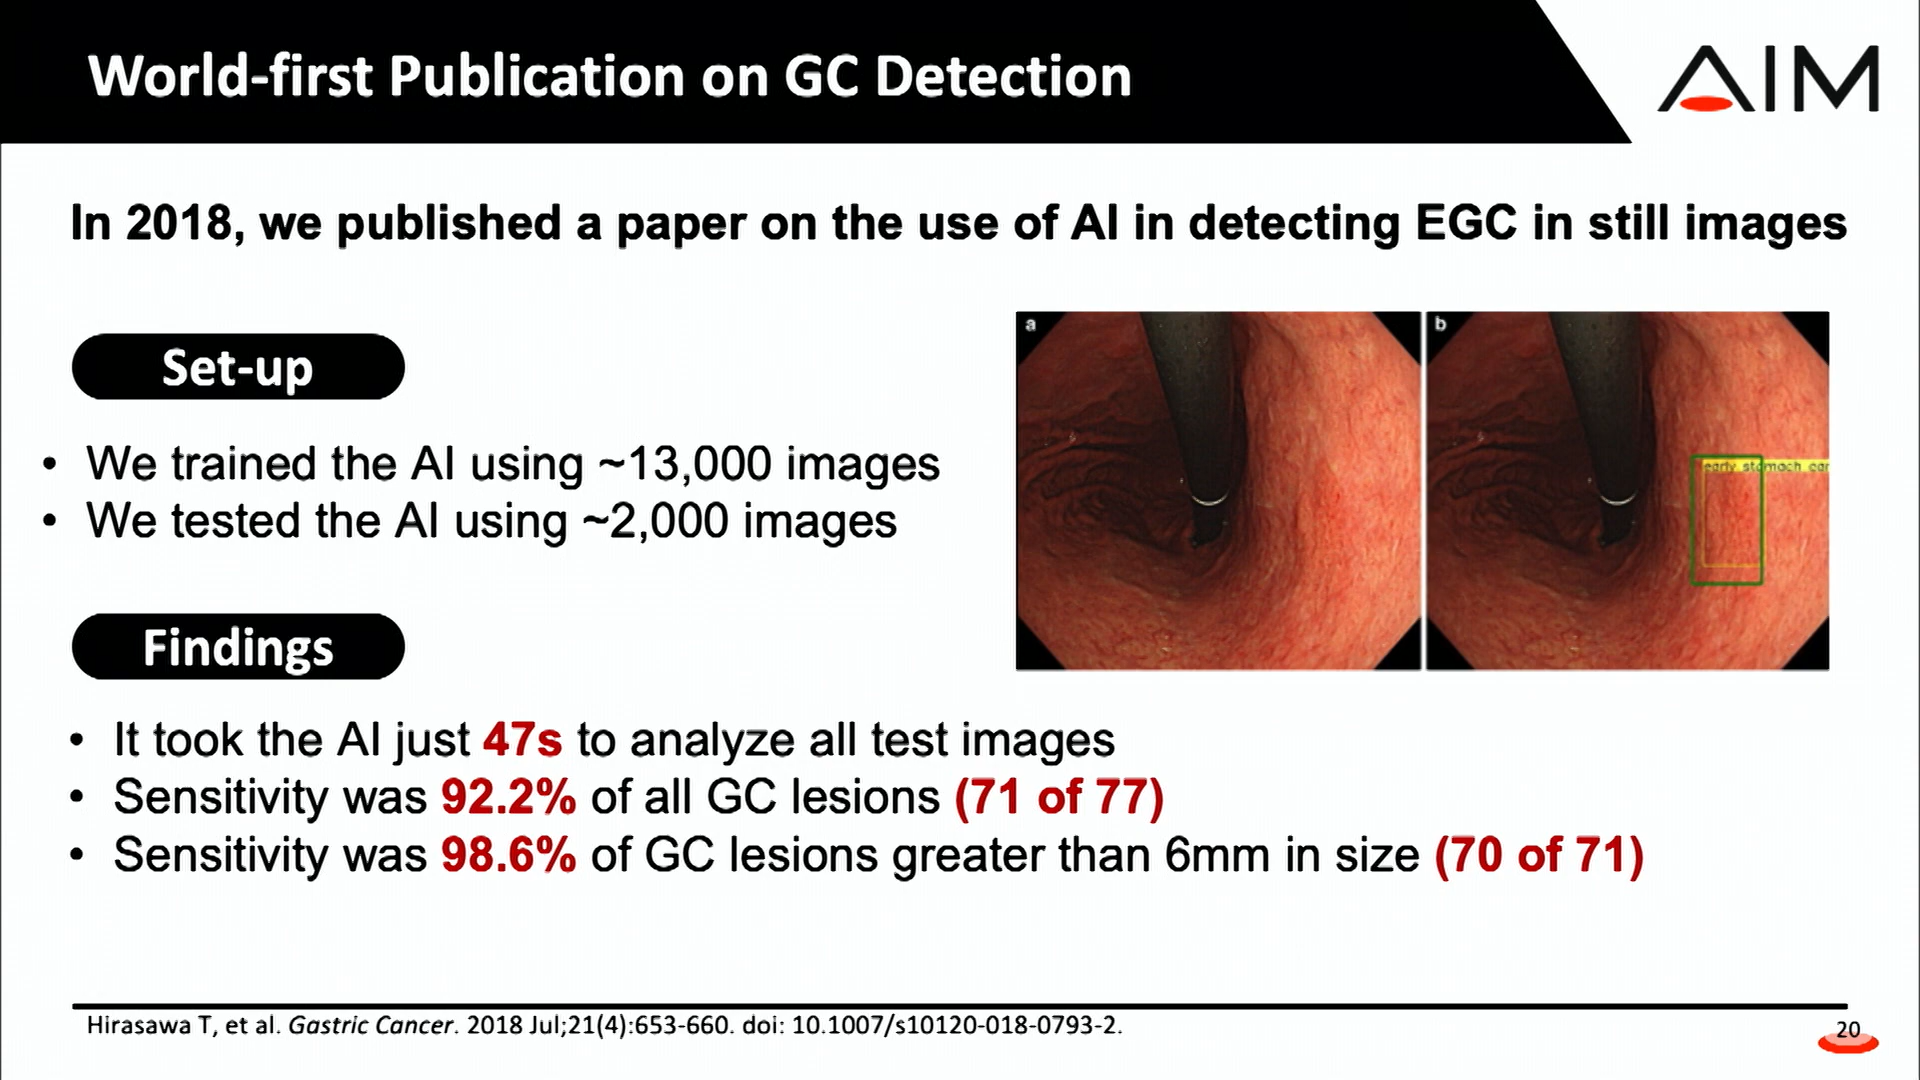 World-first Publication on GC Detection
AIM
In 2018, we published a paper on the use of AI in detecting EGC in still images
Set-up
• We trained the AI using ~13,000 images
• We tested the AI using ~2,000 images
a
b
early stomach can
Findings
• It took the AI just 47s to analyze all test images
• Sensitivity was 92.2% of all GC lesions (71 of 77)
• Sensitivity was 98.6% of GC lesions greater than 6mm in size (70 of 71)
Hirasawa T, et al. Gastric Cancer. 2018 Jul;21(4):653-660. doi: 10.1007/s10120-018-0793-2.
20